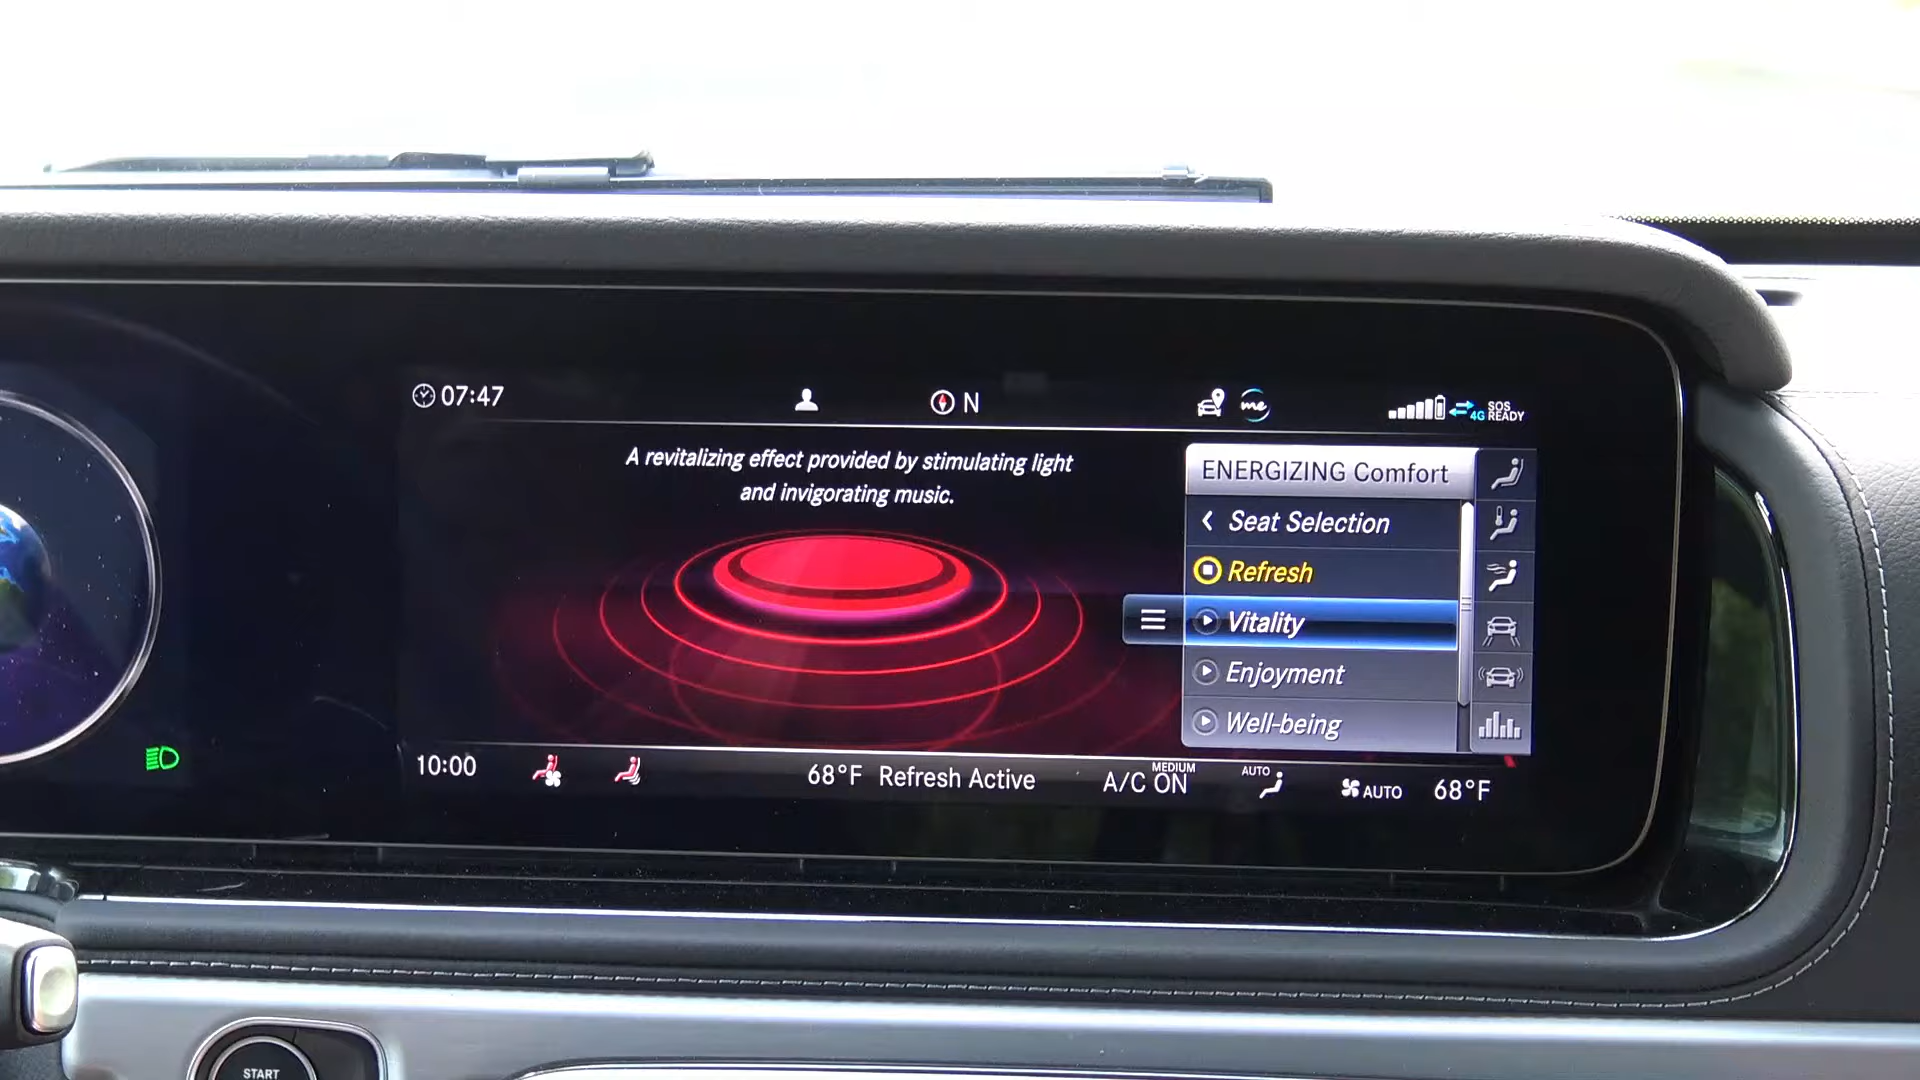 07:47
N
me
4G
SOS
READY
A revitalizing effect provided by stimulating light
and invigorating music.
ENERGIZING Comfort
Seat Selection
Refresh
Vitality
Enjoyment
Well-being
10:00
68°F Refresh Active
A/C ON
MEDIUM
AUTO
AUTO
68°F
START